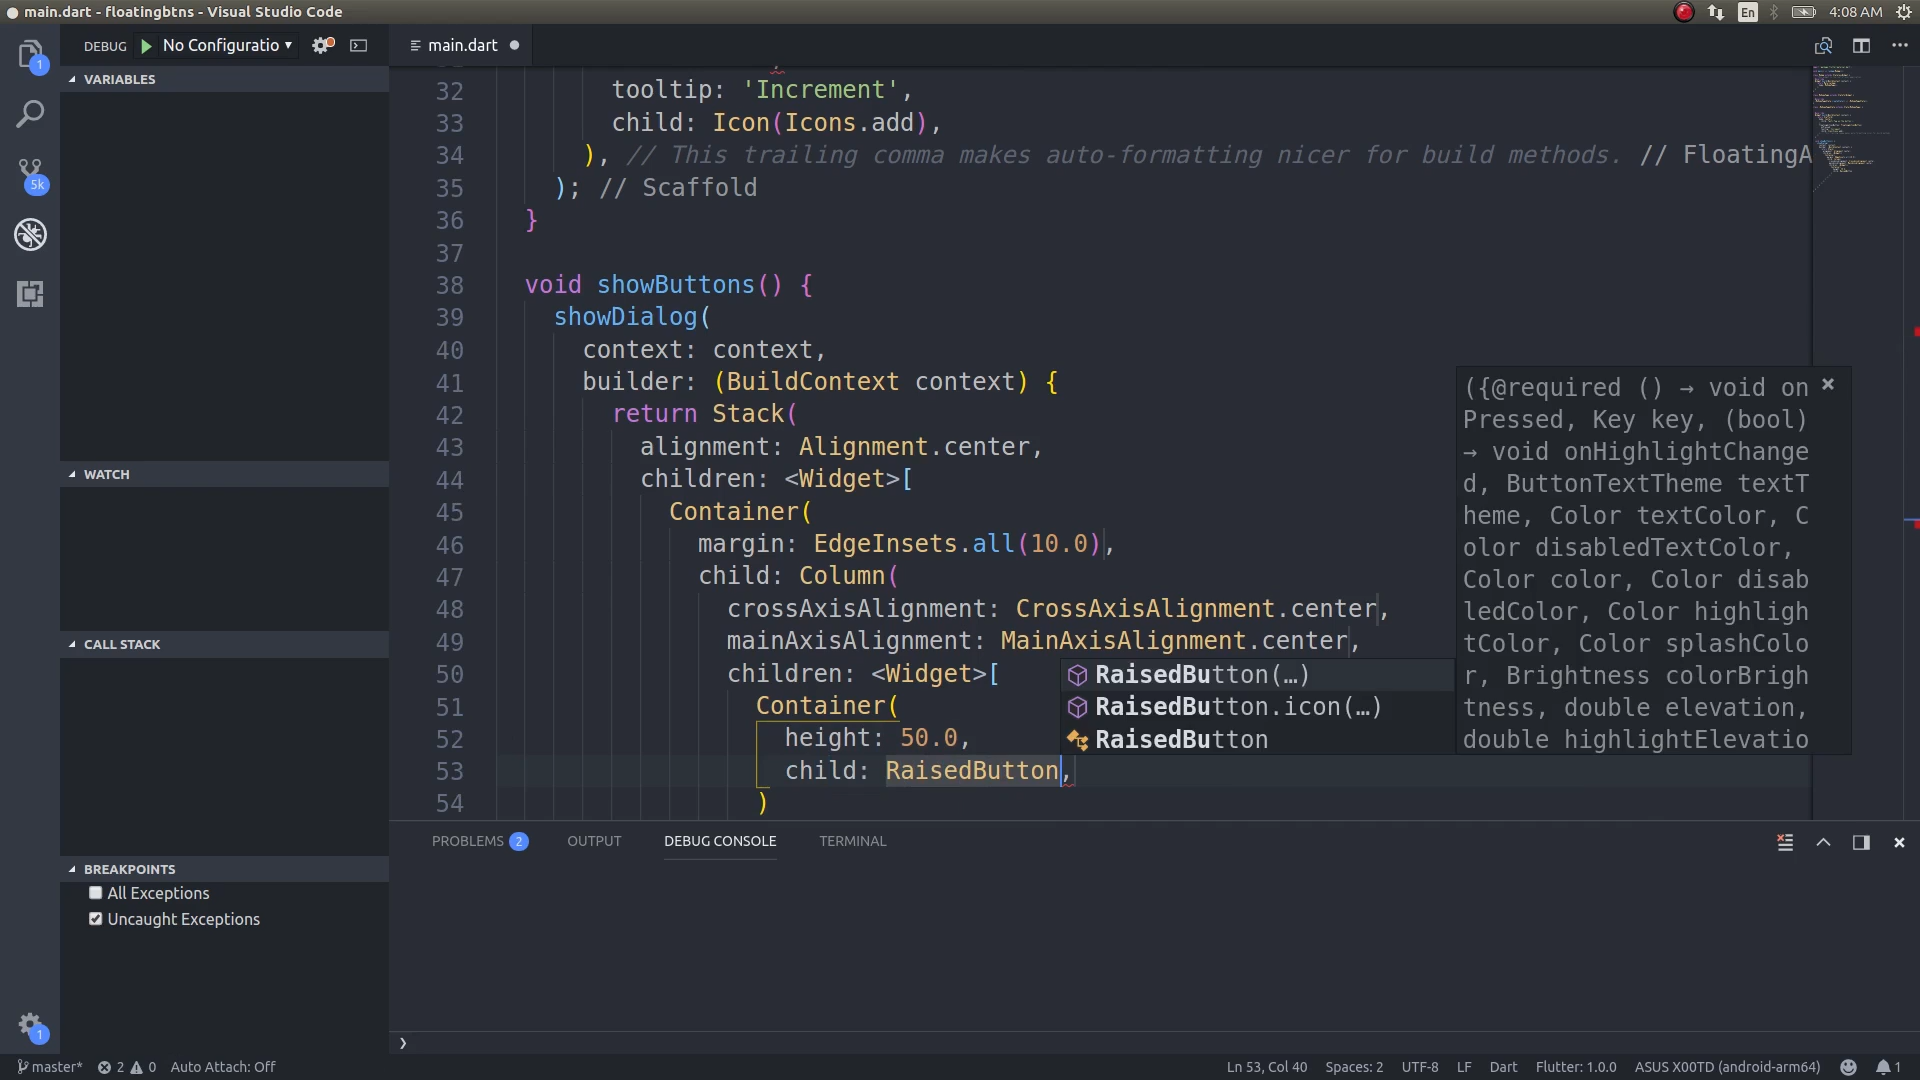 main.dart - floatingbtns - Visual Studio Code
En
4:08 AM
DEBUG
No Configuratio
main.dart
1
5k
VARIABLES
WATCH
CALL STACK
BREAKPOINTS
All Exceptions
Uncaught Exceptions
1
32 tooltip: 'Increment',
33 child: Icon(Icons.add),
34 ), // This trailing comma makes auto-formatting nicer for build methods. // FloatingA
35 ); // Scaffold
36 }
37
38 void showButtons() {
39 showDialog(
40 context: context,
41 builder: (BuildContext context) {
42 return Stack(
43 alignment: Alignment.center,
44 children: <Widget>[
45 Container(
46 margin: EdgeInsets.all(10.0),
47 child: Column(
48 crossAxisAlignment: CrossAxisAlignment.center,
49 mainAxisAlignment: MainAxisAlignment.center,
50 children: <Widget>[
51 Container(
52 height: 50.0,
53 child: RaisedButton,
54 )
RaisedButton(…)
RaisedButton.icon(…)
RaisedButton
({@required () → void on
Pressed, Key key, (bool)
→ void onHighlightChange
d, ButtonTextTheme textT
heme, Color textColor, C
olor disabledTextColor,
Color color, Color disab
ledColor, Color highligh
tColor, Color splashColo
r, Brightness colorBrigh
tness, double elevation,
double highlightElevatio
PROBLEMS 2 OUTPUT DEBUG CONSOLE TERMINAL
master* 2 0 Auto Attach: Off
Ln 53, Col 40 Spaces: 2 UTF-8 LF Dart Flutter: 1.0.0 ASUS X00TD (android-arm64) 1